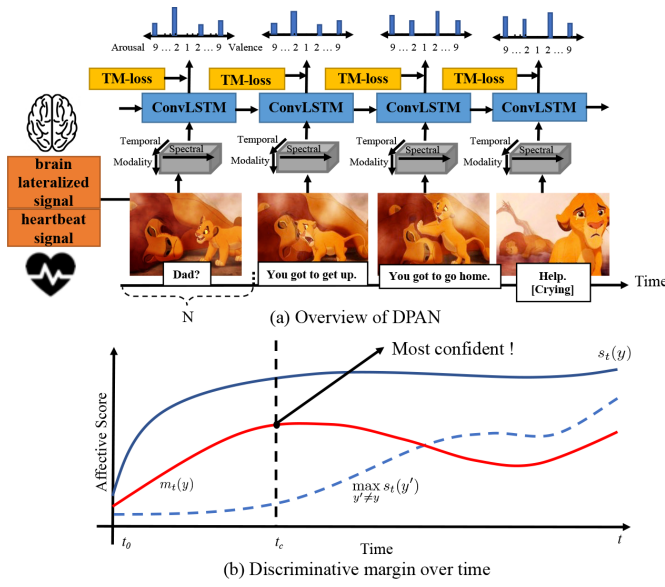 Arousal 9 ... 2 1 2 ... 9 Valence 9 ... 2 1 2 ... 9 9 ... 2 1 2 ... 9 9 ... 2 1 2 ... 9
TM-loss TM-loss TM-loss TM-loss
ConvLSTM ConvLSTM ConvLSTM ConvLSTM
Temporal Spectral Temporal Spectral Temporal Spectral Temporal Spectral
Modality Modality Modality Modality
brain
lateralized
signal
heartbeat
signal
Dad? You got to get up. You got to go home. Help.
[Crying]
Time
N
(a) Overview of DPAN
Most confident !
s_t(y)
Affective Score
m_t(y)
max s_t(y′)
y′≠y
t_0 t_c Time t
(b) Discriminative margin over time